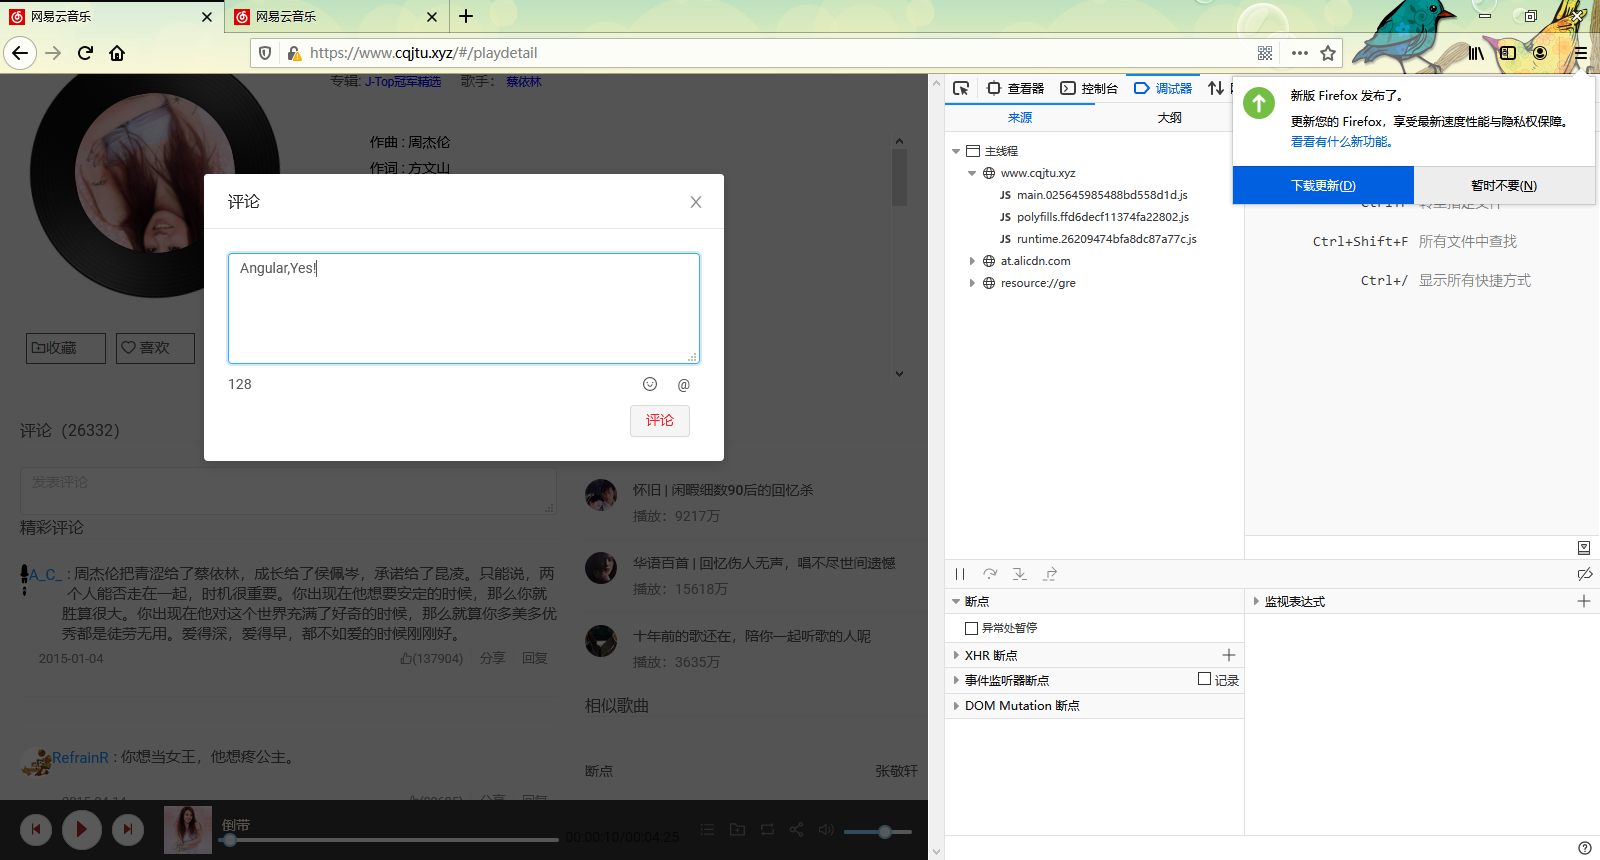 网易云音乐
网易云音乐
https://www.cqjtu.xyz/#/playdetail
专辑: J-Top冠军精选 歌手： 蔡依林
作曲 : 周杰伦
作词 : 方文山
收藏
喜欢
评论
Angular,Yes!
128
@
评论
评论（26332）
发表评论
精彩评论
A_C_ : 周杰伦把青涩给了蔡依林，成长给了侯佩岑，承诺给了昆凌。只能说，两
个人能否走在一起，时机很重要。你出现在他想要安定的时候，那么你就
胜算很大。你出现在他对这个世界充满了好奇的时候，那么就算你多美多优
秀都是徒劳无用。爱得深，爱得早，都不如爱的时候刚刚好。
2015-01-04 (137904) 分享 回复
RefrainR : 你想当女王，他想疼公主。
怀旧 | 闲暇细数90后的回忆杀
播放：9217万
华语百首 | 回忆伤人无声，唱不尽世间遗憾
播放：15618万
十年前的歌还在，陪你一起听歌的人呢
播放：3635万
相似歌曲
断点 张敬轩
倒带
00:00:10/00:04:25
查看器 控制台 调试器
来源 大纲
主线程
www.cqjtu.xyz
JS main.025645985488bd558d1d.js
JS polyfills.ffd6decf11374fa22802.js
JS runtime.26209474bfa8dc87a77c.js
at.alicdn.com
resource://gre
新版 Firefox 发布了。
更新您的 Firefox，享受最新速度性能与隐私权保障。
看看有什么新功能。
下载更新(D) 暂时不要(N)
Ctrl+Shift+F 所有文件中查找
Ctrl+/ 显示所有快捷方式
断点
异常处暂停
XHR 断点
事件监听器断点 记录
DOM Mutation 断点
监视表达式